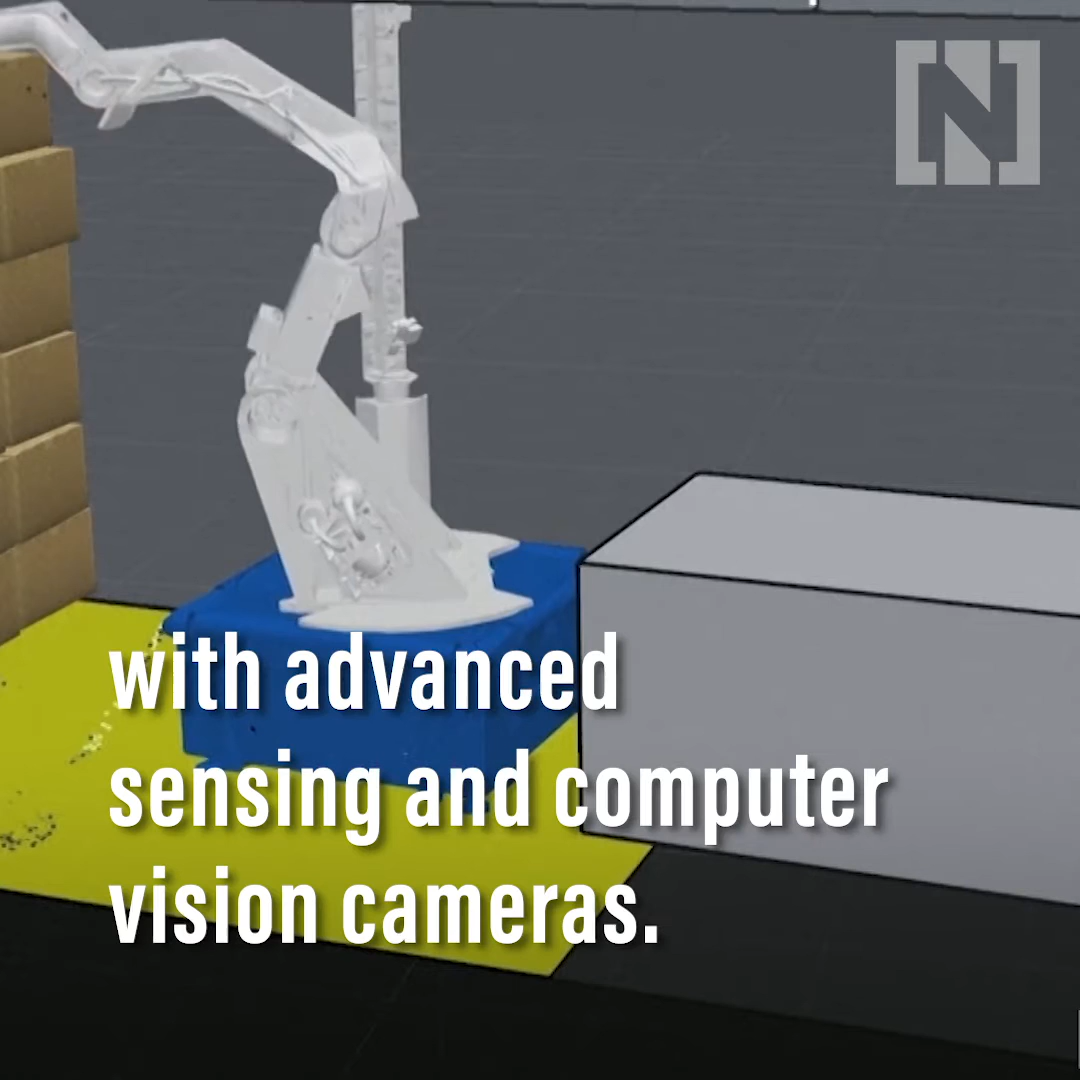 [N]
with advanced
sensing and computer
vision cameras.